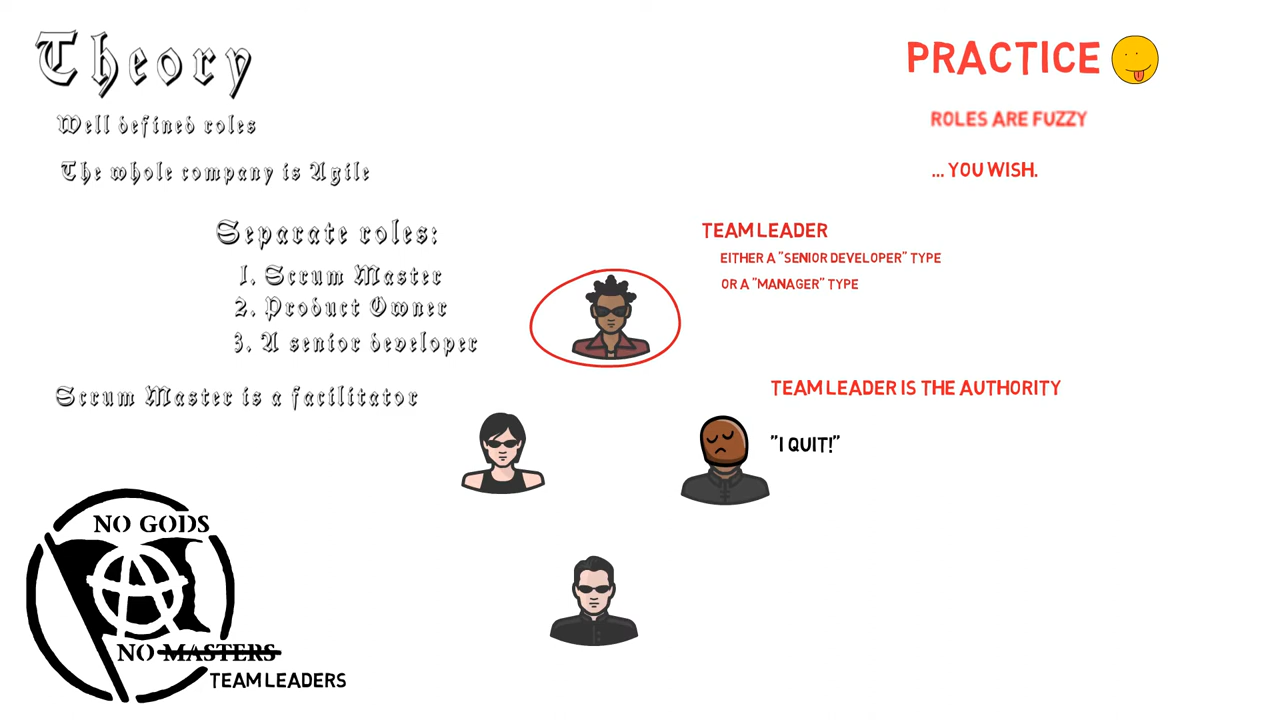 Theory
Well defined roles
The whole company is Agile
Separate roles:
1. Scrum Master
2. Product Owner
3. A senior developer
Scrum Master is a facilitator
NO GODS
A
NO MASTERS
TEAM LEADERS
PRACTICE
ROLES ARE FUZZY
... YOU WISH.
TEAM LEADER
EITHER A "SENIOR DEVELOPER" TYPE
OR A "MANAGER" TYPE
TEAM LEADER IS THE AUTHORITY
"I QUIT!"